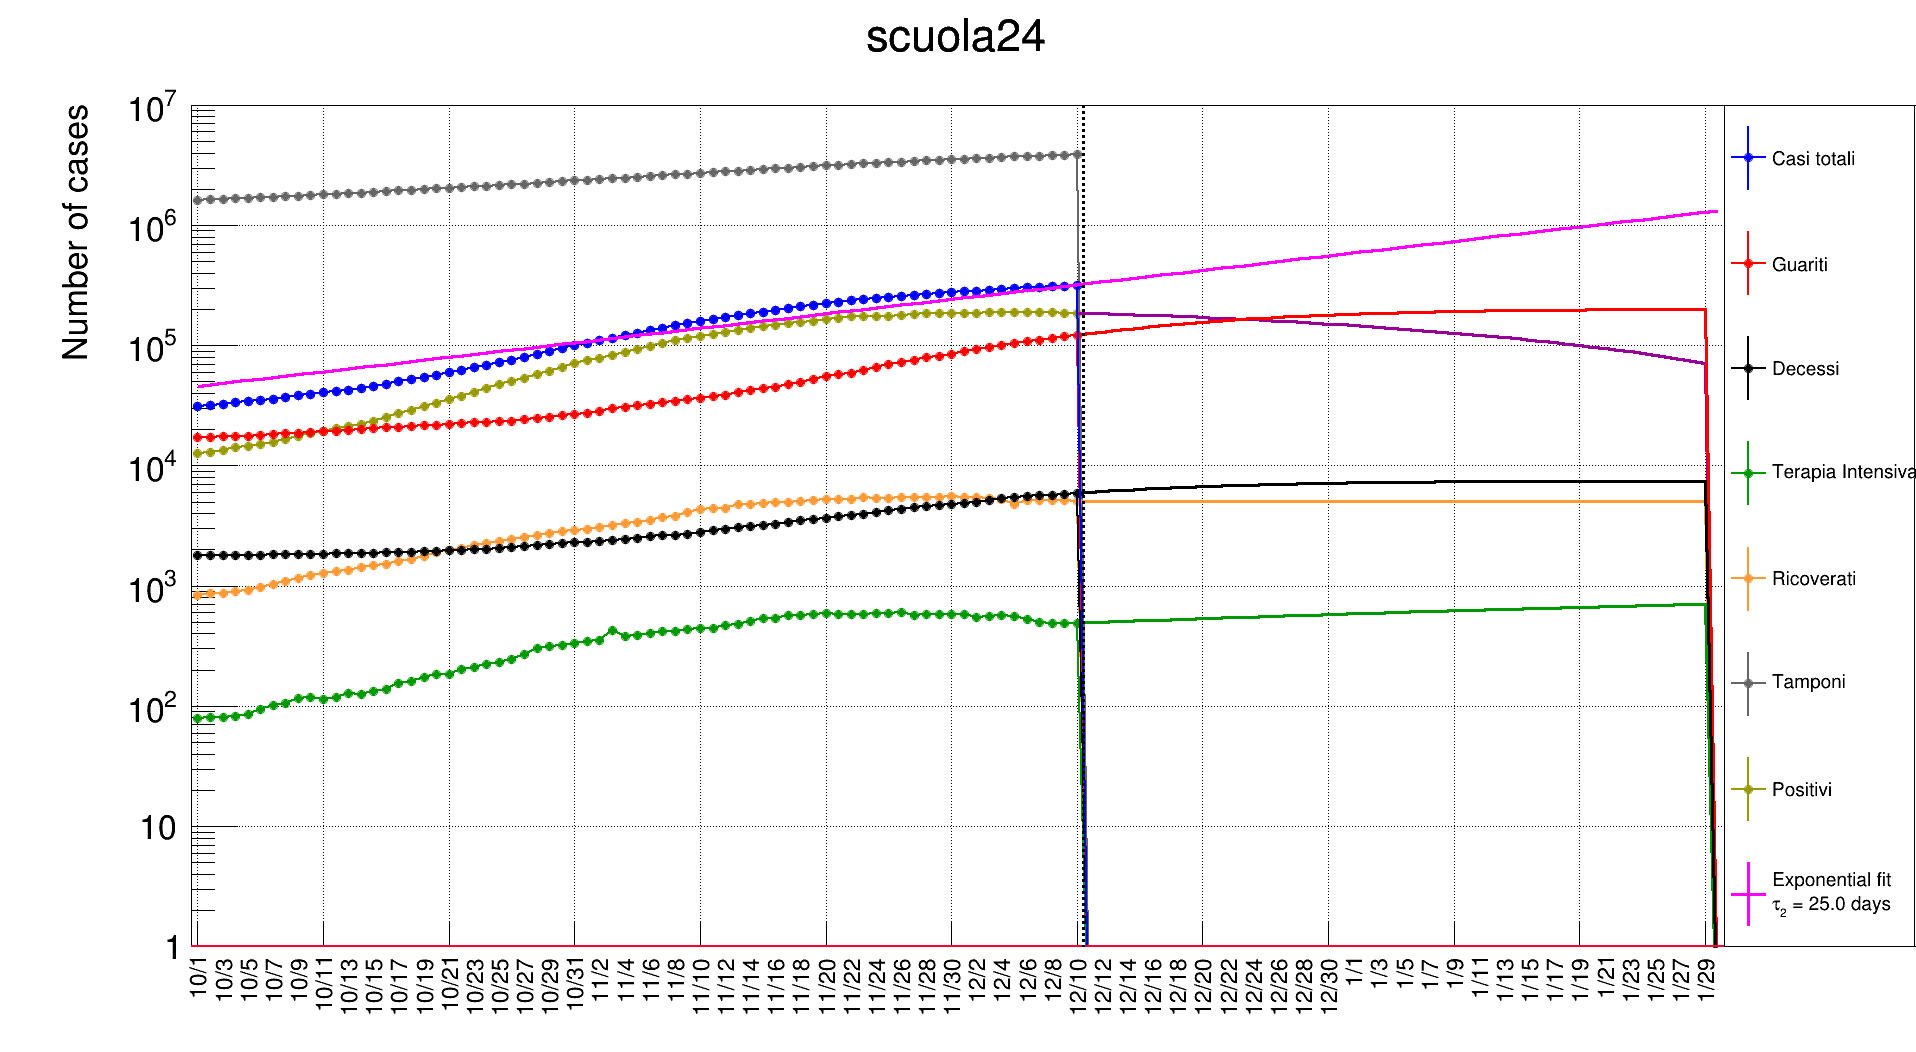 scuola24
Number of cases
10^7
10^6
10^5
10^4
10^3
10^2
10
1
10/1 10/3 10/5 10/7 10/9 10/11 10/13 10/15 10/17 10/19 10/21 10/23 10/25 10/27 10/29 10/31 11/2 11/4 11/6 11/8 11/10 11/12 11/14 11/16 11/18 11/20 11/22 11/24 11/26 11/28 11/30 12/2 12/4 12/6 12/8 12/10 12/12 12/14 12/16 12/18 12/20 12/22 12/24 12/26 12/28 12/30 1/1 1/3 1/5 1/7 1/9 1/11 1/13 1/15 1/17 1/19 1/21 1/23 1/25 1/27 1/29
Casi totali
Guariti
Decessi
Terapia Intensiva
Ricoverati
Tamponi
Positivi
Exponential fit
τ₂ = 25.0 days